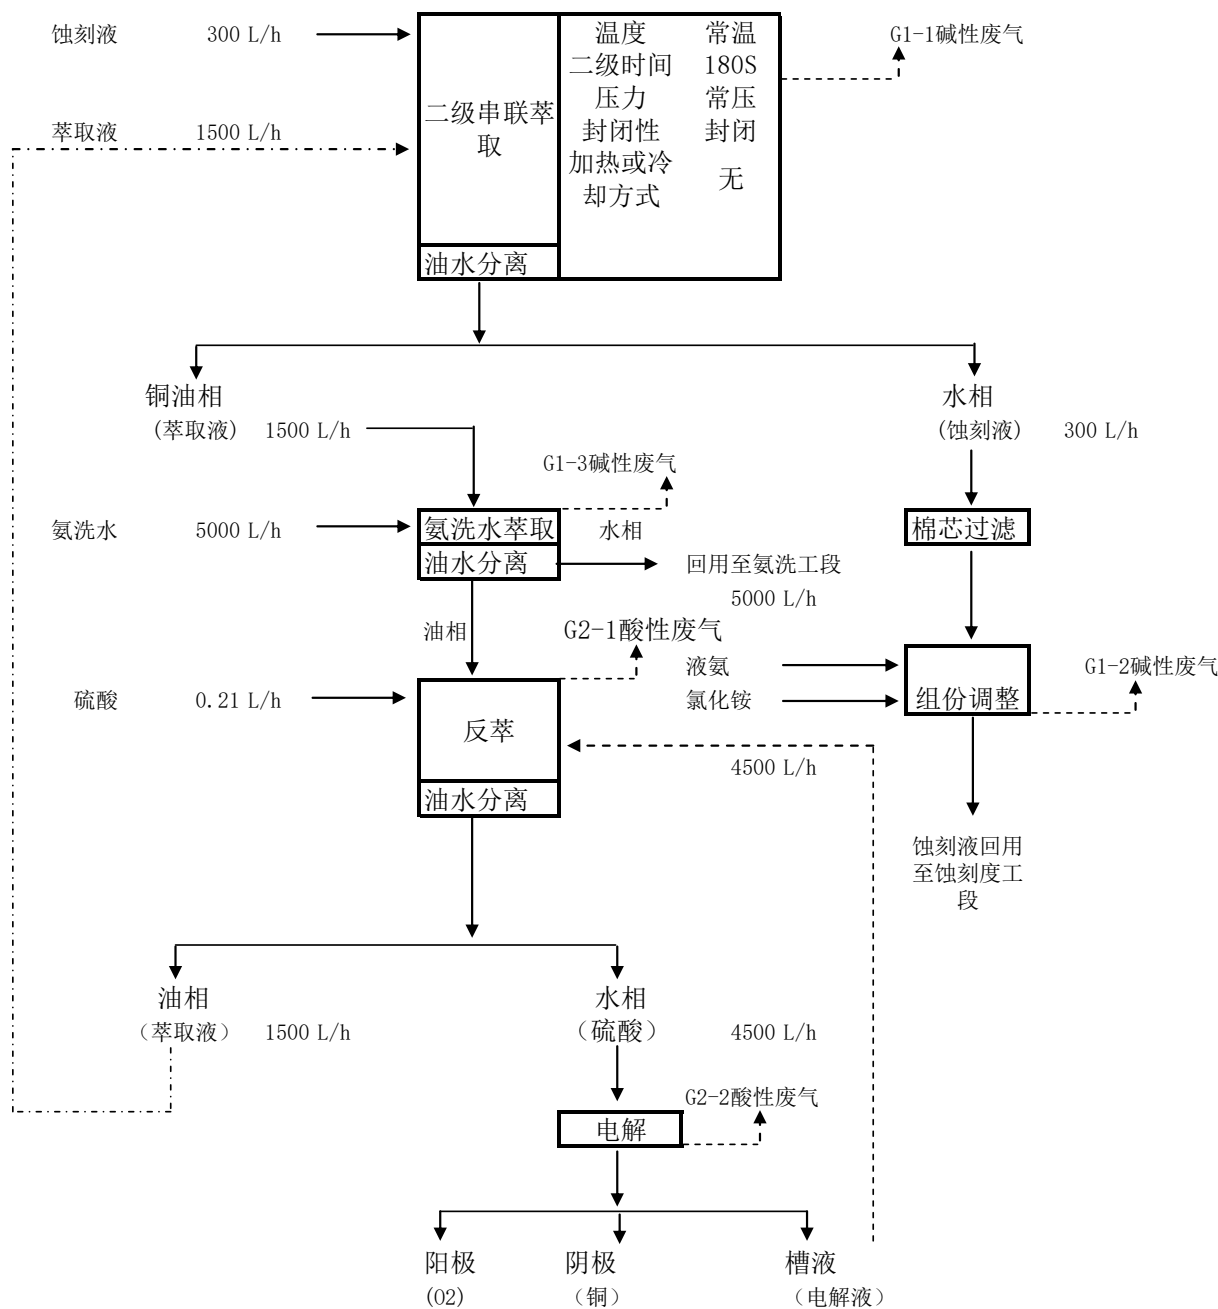 蚀刻液 300 L/h
温度 常温
G1-1碱性废气
二级时间 180S
压力 常压
二级串联萃
取
萃取液 1500 L/h
封闭性 封闭
加热或冷
却方式
无
油水分离
铜油相
水相
(萃取液) 1500 L/h
(蚀刻液) 300 L/h
G1-3碱性废气
氨洗水 5000 L/h
氨洗水萃取
水相
棉芯过滤
油水分离
回用至氨洗工段
5000 L/h
油相
G2-1酸性废气
液氨
G1-2碱性废气
硫酸 0.21 L/h
氯化铵
组份调整
反萃
4500 L/h
油水分离
蚀刻液回用
至蚀刻度工
段
油相
水相
（萃取液） 1500 L/h
（硫酸） 4500 L/h
G2-2酸性废气
电解
阳极 阴极 槽液
(O2) （铜） （电解液）